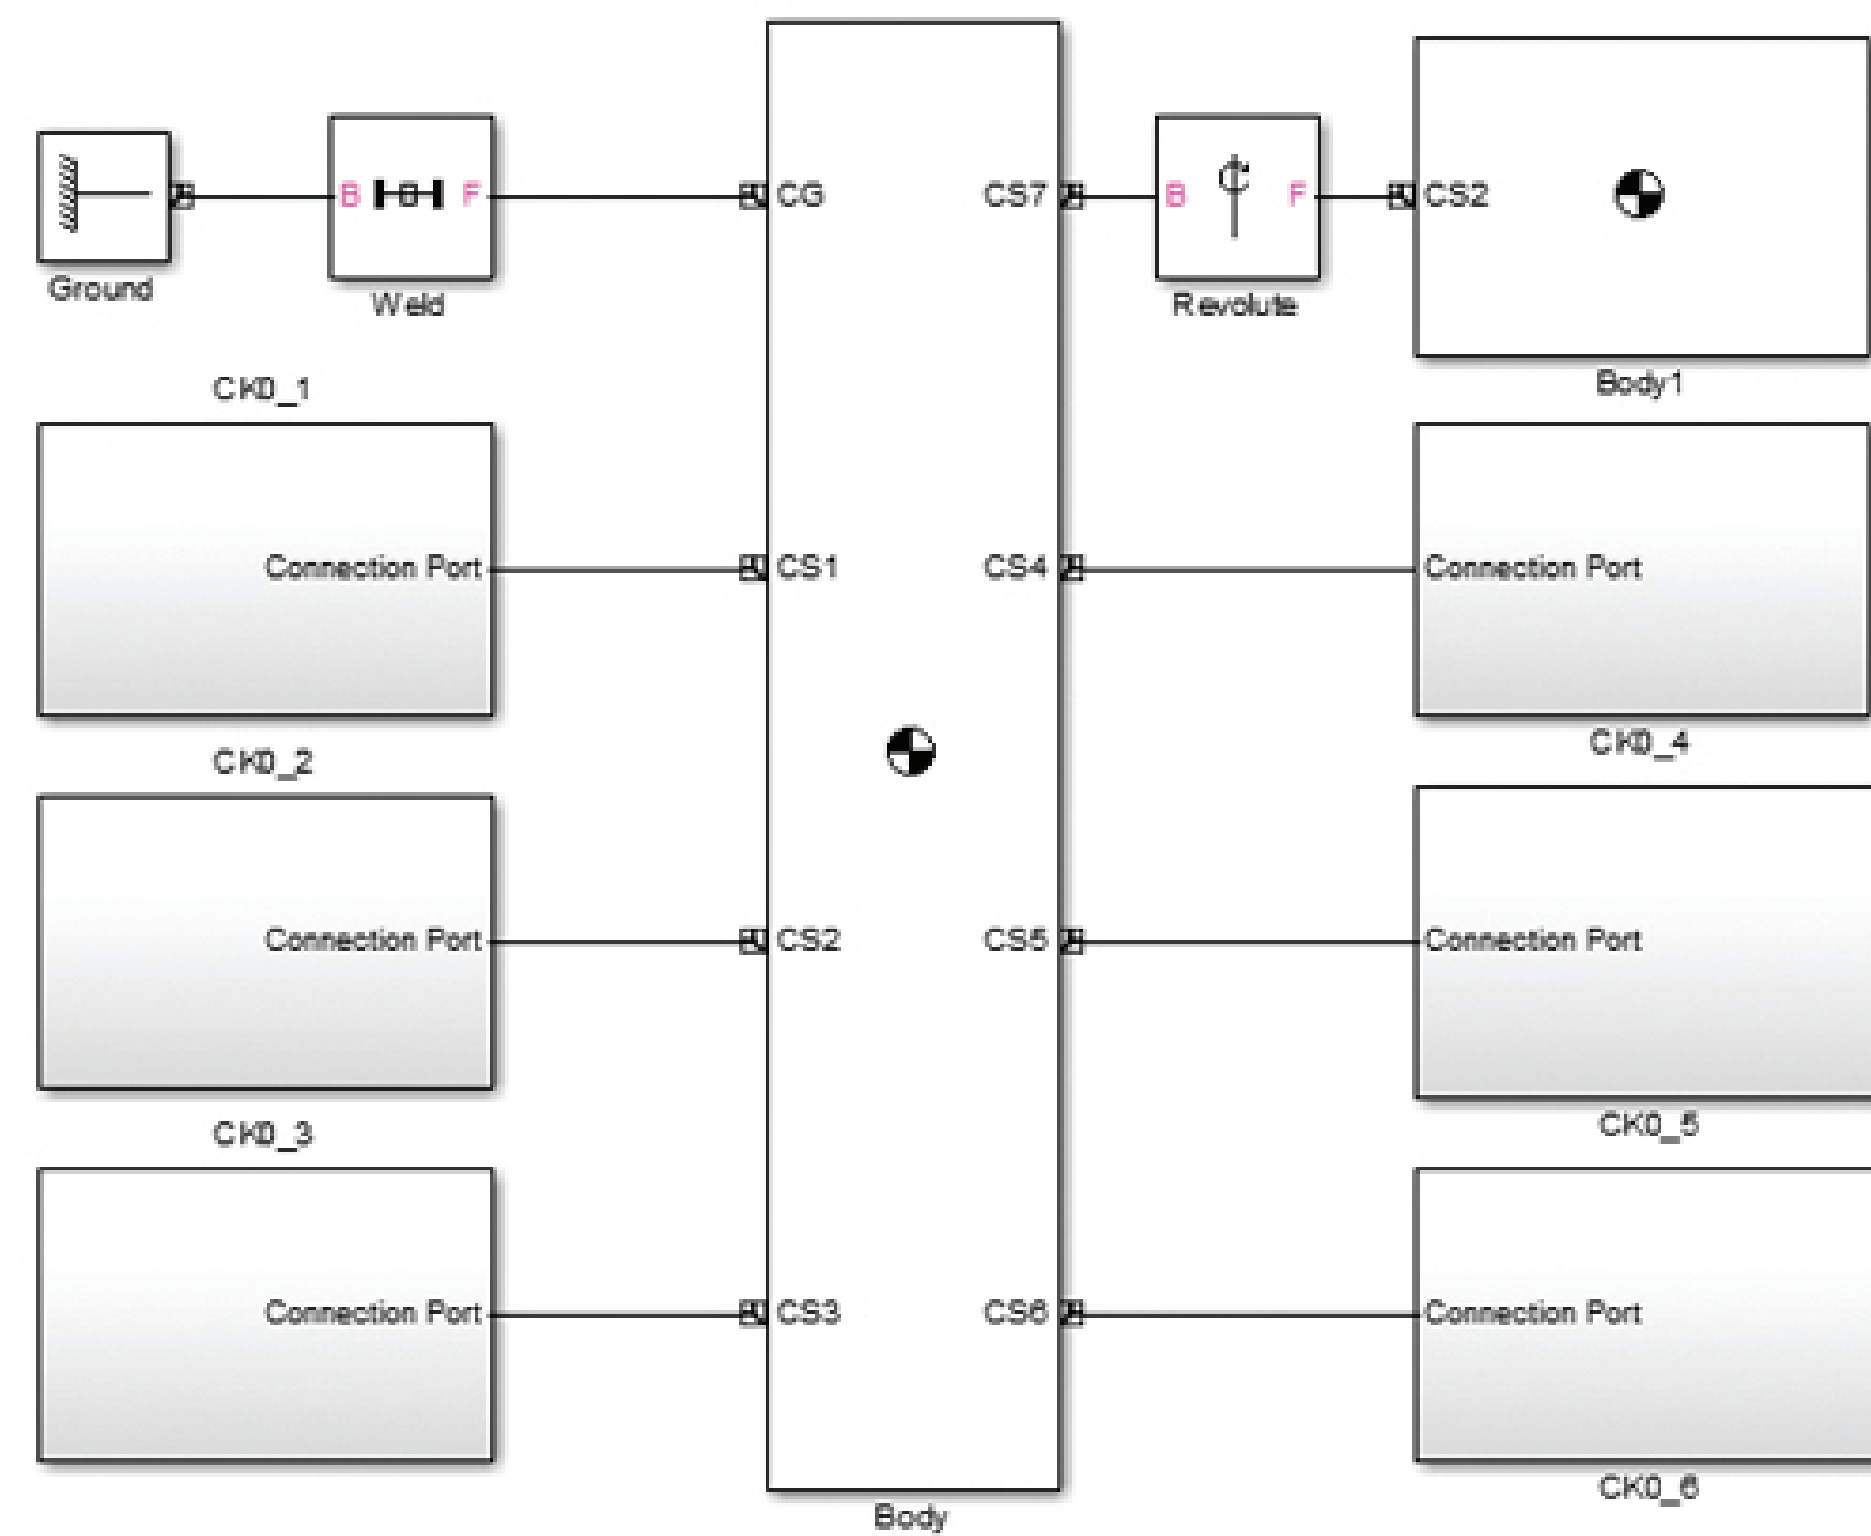 B F CG CS7 B F CS2
Ground Weld Revolute
Body1
CK0_1
Connection Port CS1 CS4 Connection Port
CK0_2 CK0_4
Connection Port CS2 CS5 Connection Port
CK0_3 CK0_5
Connection Port CS3 CS6 Connection Port
CK0_6
Body